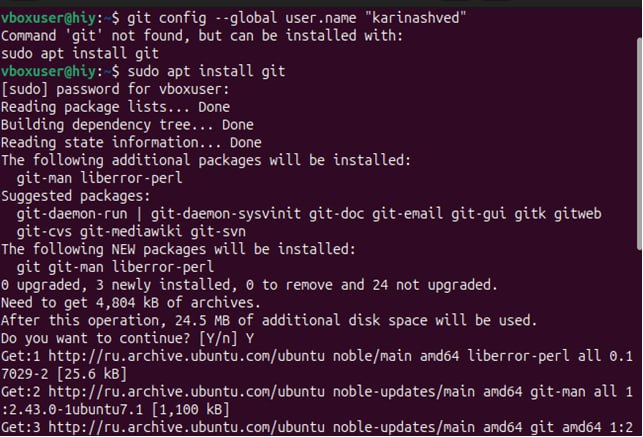 vboxuser@hiy:~$ git config --global user.name "karinashved"
Command 'git' not found, but can be installed with:
sudo apt install git
vboxuser@hiy:~$ sudo apt install git
[sudo] password for vboxuser:
Reading package lists... Done
Building dependency tree... Done
Reading state information... Done
The following additional packages will be installed:
  git-man liberror-perl
Suggested packages:
  git-daemon-run | git-daemon-sysvinit git-doc git-email git-gui gitk gitweb
  git-cvs git-mediawiki git-svn
The following NEW packages will be installed:
  git git-man liberror-perl
0 upgraded, 3 newly installed, 0 to remove and 24 not upgraded.
Need to get 4,804 kB of archives.
After this operation, 24.5 MB of additional disk space will be used.
Do you want to continue? [Y/n] Y
Get:1 http://ru.archive.ubuntu.com/ubuntu noble/main amd64 liberror-perl all 0.1
7029-2 [25.6 kB]
Get:2 http://ru.archive.ubuntu.com/ubuntu noble-updates/main amd64 git-man all 1
:2.43.0-1ubuntu7.1 [1,100 kB]
Get:3 http://ru.archive.ubuntu.com/ubuntu noble-updates/main amd64 git amd64 1:2